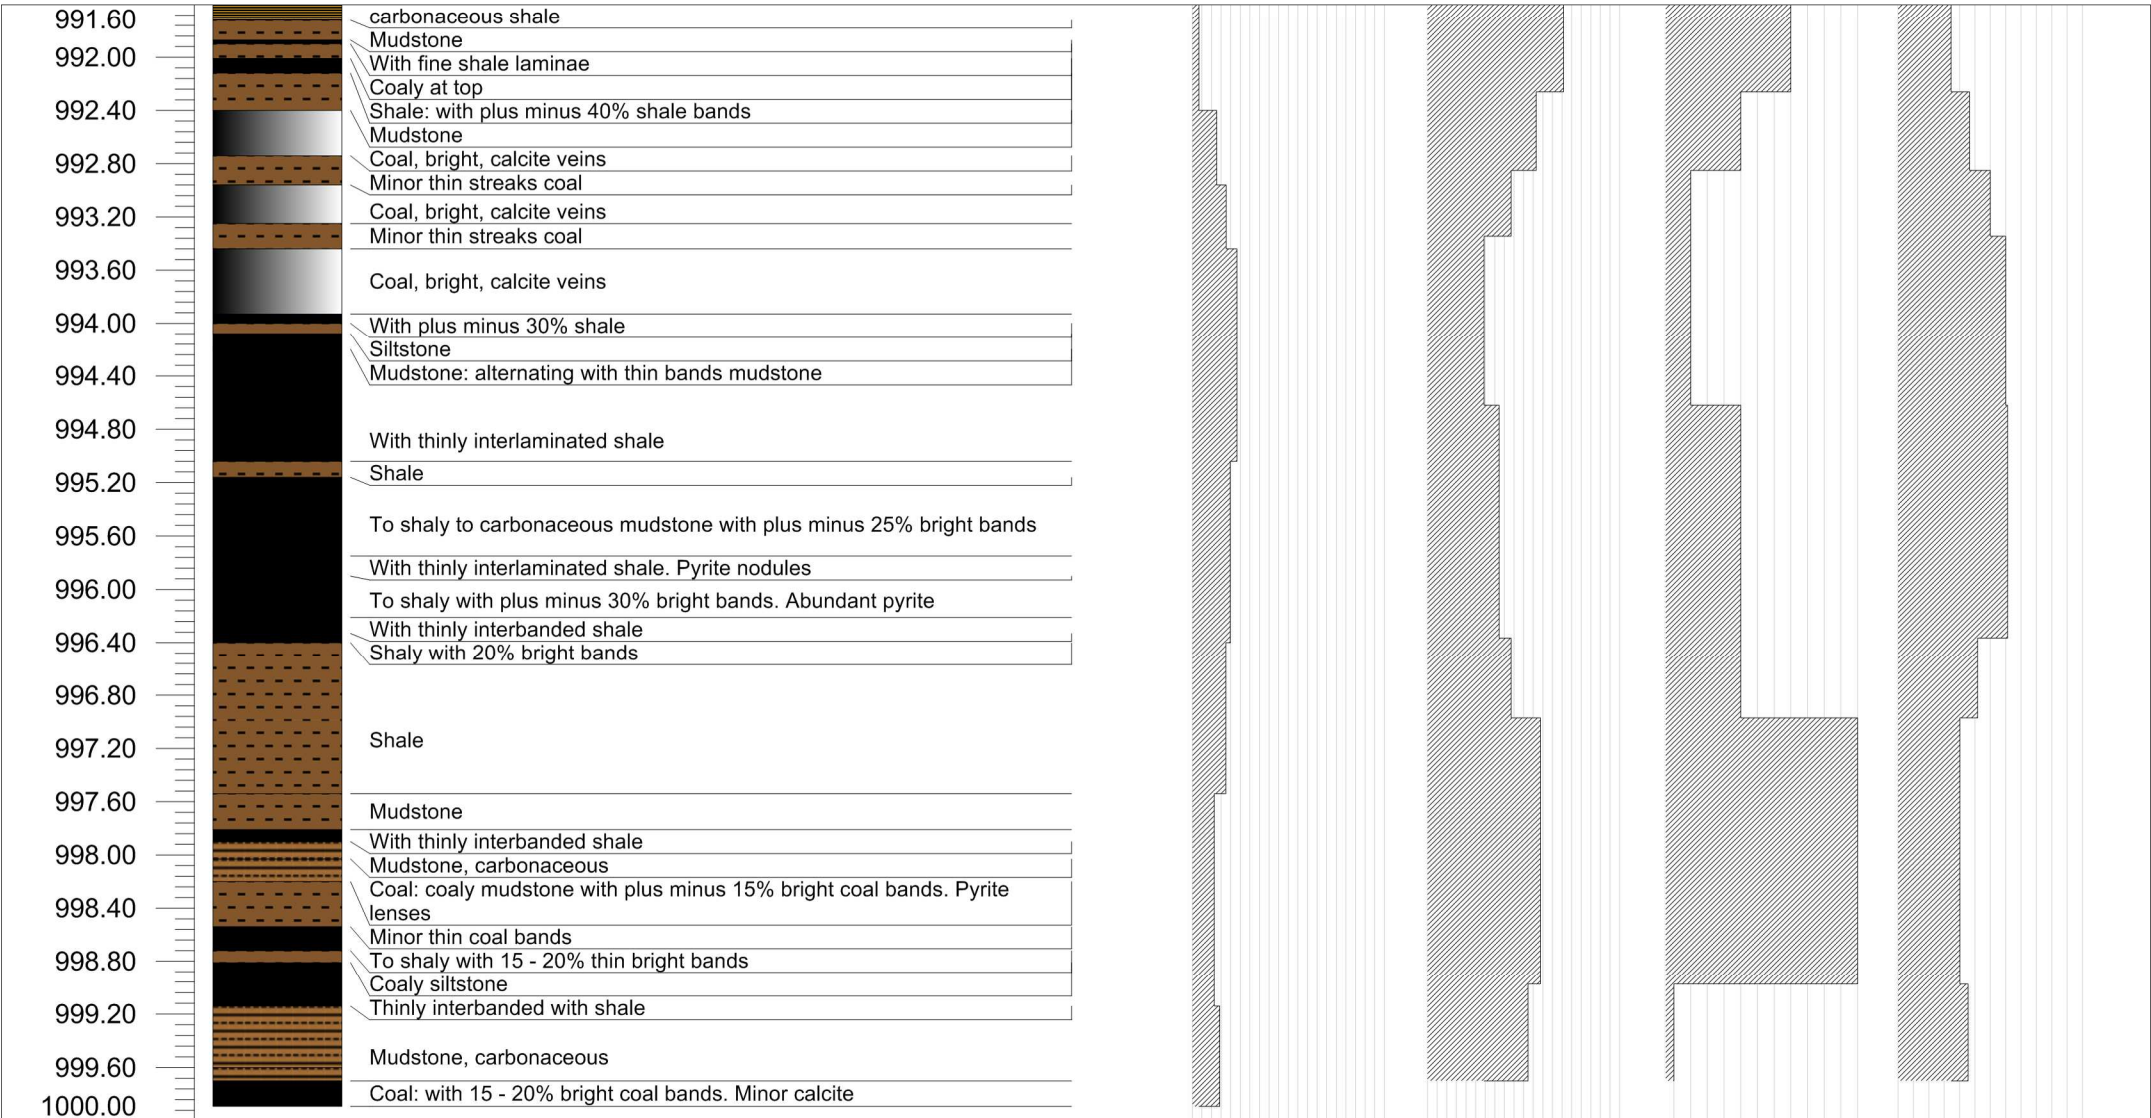 991.60
992.00
992.40
992.80
993.20
993.60
994.00
994.40
994.80
995.20
995.60
996.00
996.40
996.80
997.20
997.60
998.00
998.40
998.80
999.20
999.60
1000.00
carbonaceous shale
Mudstone
With fine shale laminae
Coaly at top
Shale: with plus minus 40% shale bands
Mudstone
Coal, bright, calcite veins
Minor thin streaks coal
Coal, bright, calcite veins
Minor thin streaks coal
Coal, bright, calcite veins
With plus minus 30% shale
Siltstone
Mudstone: alternating with thin bands mudstone
With thinly interlaminated shale
Shale
To shaly to carbonaceous mudstone with plus minus 25% bright bands
With thinly interlaminated shale. Pyrite nodules
To shaly with plus minus 30% bright bands. Abundant pyrite
With thinly interbanded shale
Shaly with 20% bright bands
Shale
Mudstone
With thinly interbanded shale
Mudstone, carbonaceous
Coal: coaly mudstone with plus minus 15% bright coal bands. Pyrite
lenses
Minor thin coal bands
To shaly with 15 - 20% thin bright bands
Coaly siltstone
Thinly interbanded with shale
Mudstone, carbonaceous
Coal: with 15 - 20% bright coal bands. Minor calcite